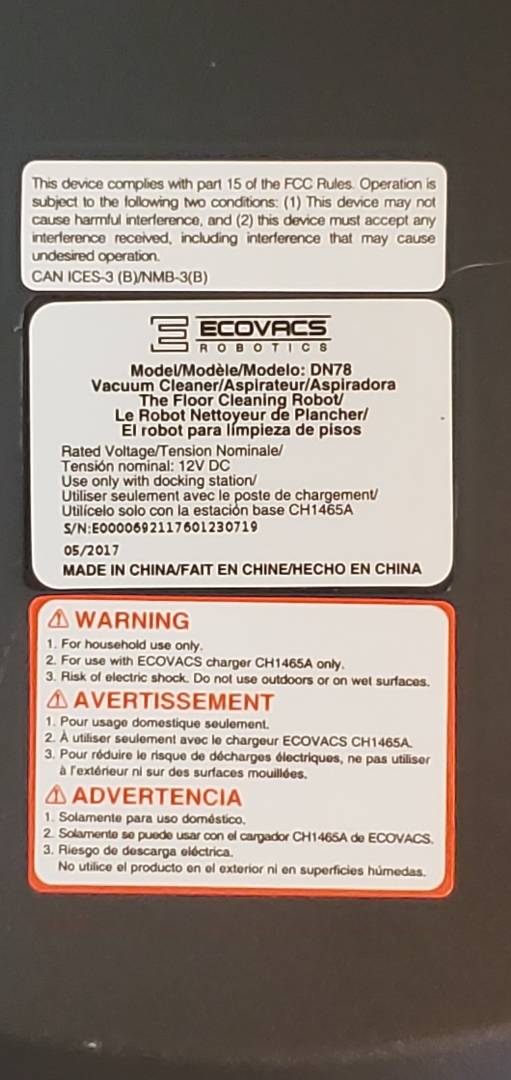 This device complies with part 15 of the FCC Rules. Operation is
subject to the following two conditions: (1) This device may not
cause harmful interference, and (2) this device must accept any
interference received, including interference that may cause
undesired operation.
CAN ICES-3 (B)/NMB-3(B)
ECOVACS
ROBOTICS
Model/Modèle/Modelo: DN78
Vacuum Cleaner/Aspirateur/Aspiradora
The Floor Cleaning Robot/
Le Robot Nettoyeur de Plancher/
El robot para limpieza de pisos
Rated Voltage/Tension Nominale/
Tensión nominal: 12V DC
Use only with docking station/
Utiliser seulement avec le poste de chargement/
Utilícelo solo con la estación base CH1465A
S/N:E0000692117601230719
05/2017
MADE IN CHINA/FAIT EN CHINE/HECHO EN CHINA
WARNING
1. For household use only.
2. For use with ECOVACS charger CH1465A only.
3. Risk of electric shock. Do not use outdoors or on wet surfaces.
AVERTISSEMENT
1. Pour usage domestique seulement.
2. À utiliser seulement avec le chargeur ECOVACS CH1465A.
3. Pour réduire le risque de décharges électriques, ne pas utiliser
à l'extérieur ni sur des surfaces mouillées.
ADVERTENCIA
1. Solamente para uso doméstico.
2. Solamente se puede usar con el cargador CH1465A de ECOVACS.
3. Riesgo de descarga eléctrica.
No utilice el producto en el exterior ni en superficies húmedas.